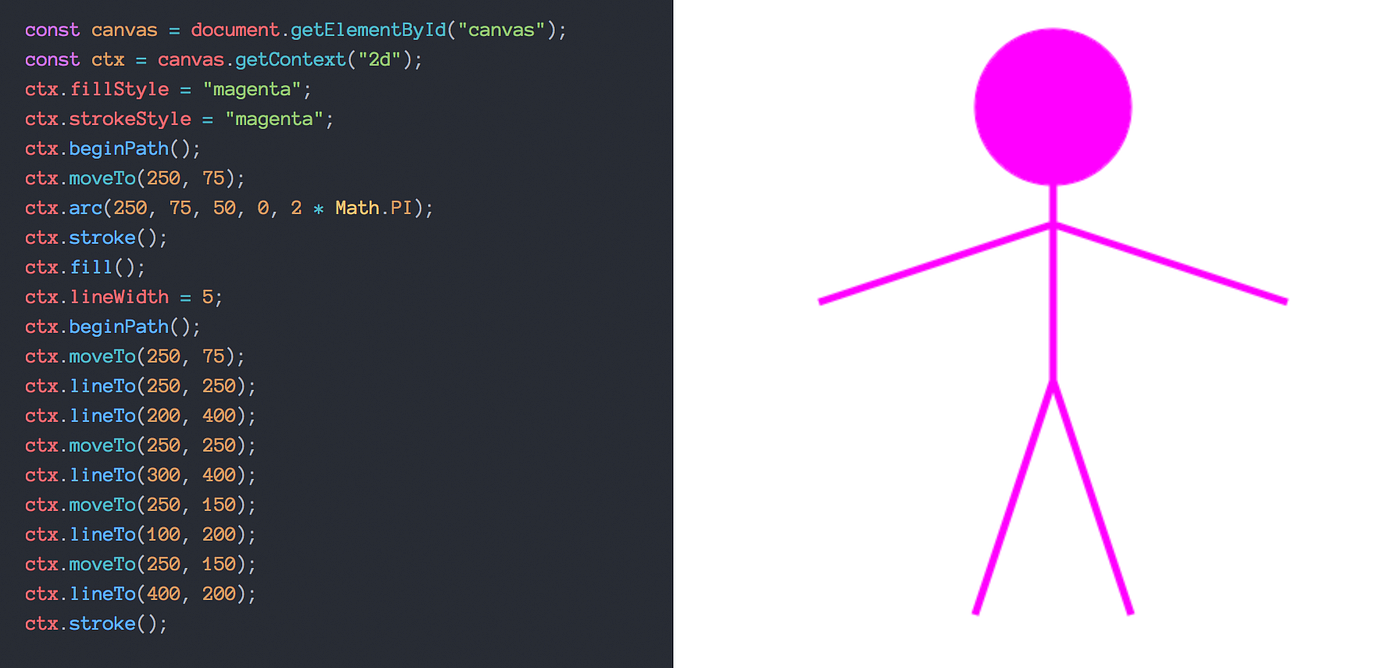 const canvas = document.getElementById("canvas");
const ctx = canvas.getContext("2d");
ctx.fillStyle = "magenta";
ctx.strokeStyle = "magenta";
ctx.beginPath();
ctx.moveTo(250, 75);
ctx.arc(250, 75, 50, 0, 2 * Math.PI);
ctx.stroke();
ctx.fill();
ctx.lineWidth = 5;
ctx.beginPath();
ctx.moveTo(250, 75);
ctx.lineTo(250, 250);
ctx.lineTo(200, 400);
ctx.moveTo(250, 250);
ctx.lineTo(300, 400);
ctx.moveTo(250, 150);
ctx.lineTo(100, 200);
ctx.moveTo(250, 150);
ctx.lineTo(400, 200);
ctx.stroke();